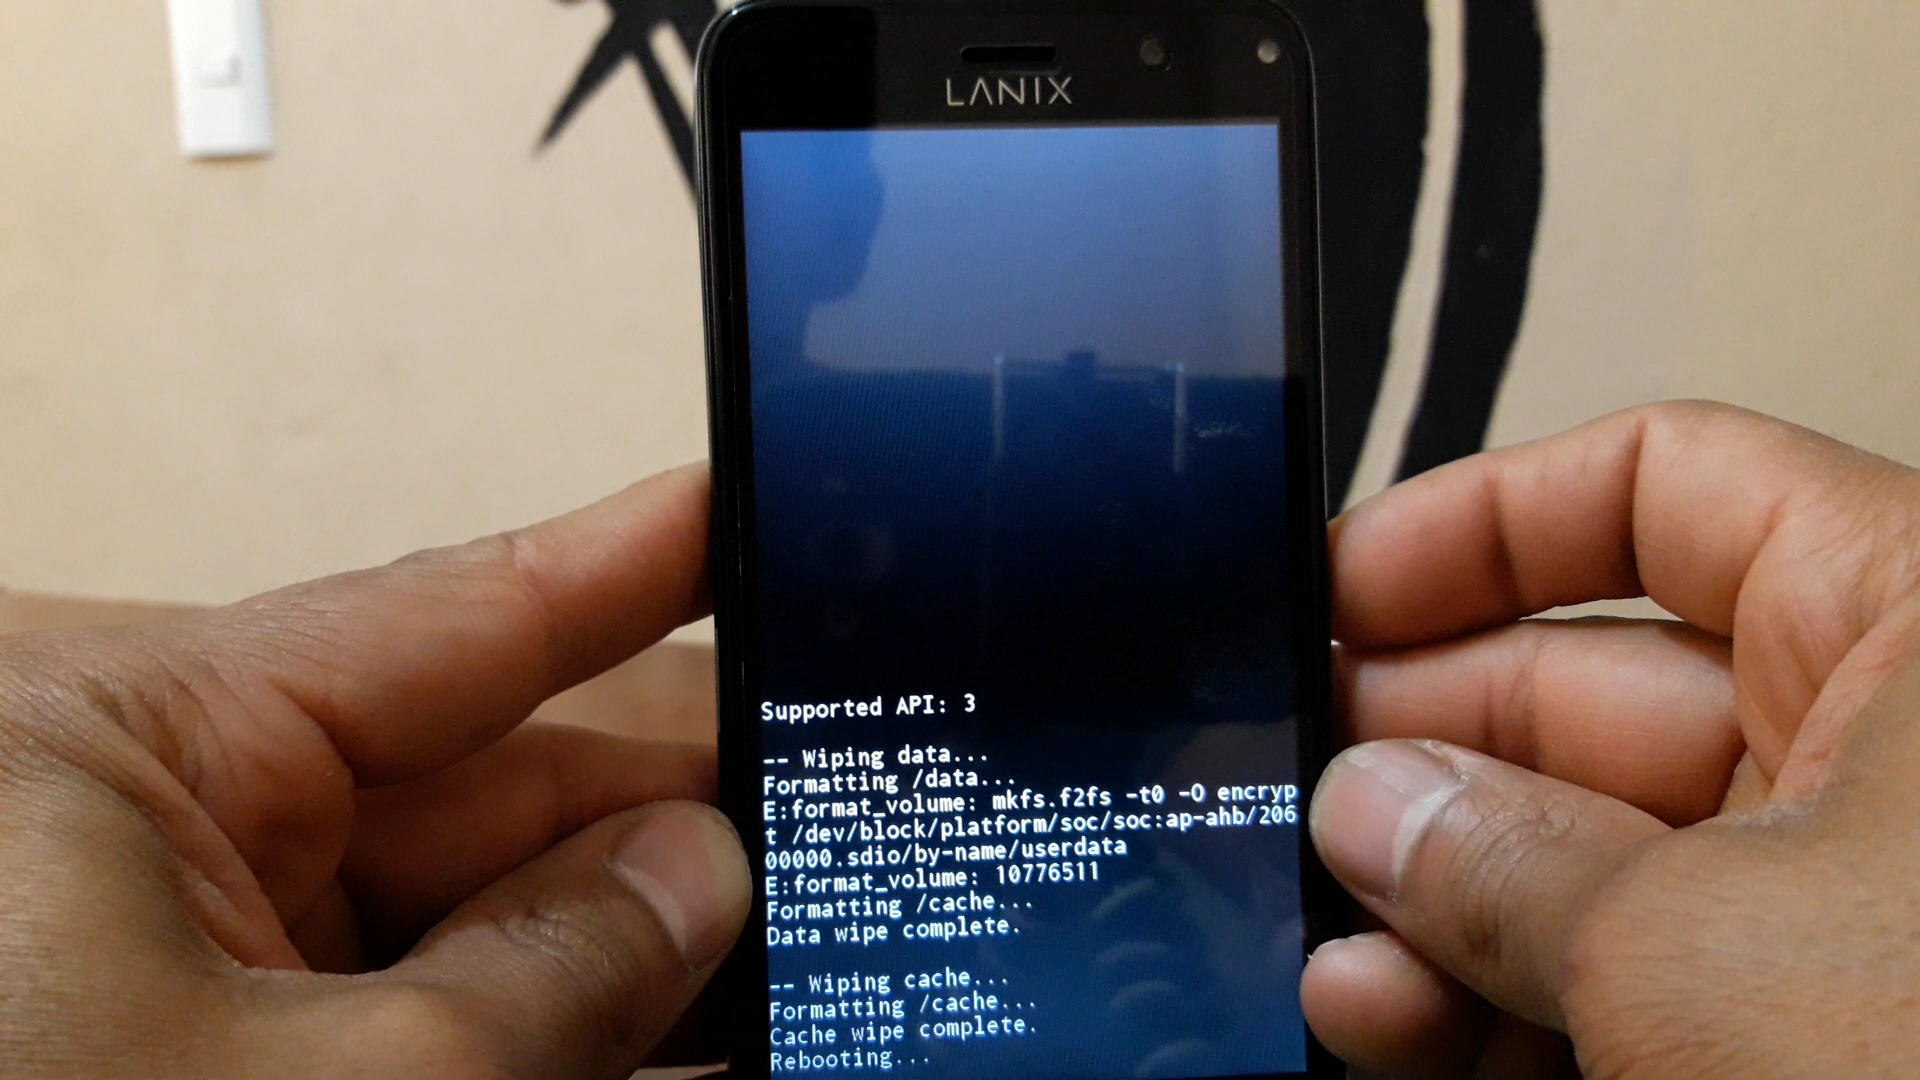 LANIX
Supported API: 3
-- Wiping data...
Formatting /data...
E:format_volume: mkfs.f2fs -t0 -O encryp
t /dev/block/platform/soc/soc:ap-ahb/206
00000.sdio/by-name/userdata
E:format_volume: 10776511
Formatting /cache...
Data wipe complete.
-- Wiping cache...
Formatting /cache...
Cache wipe complete.
Rebooting...